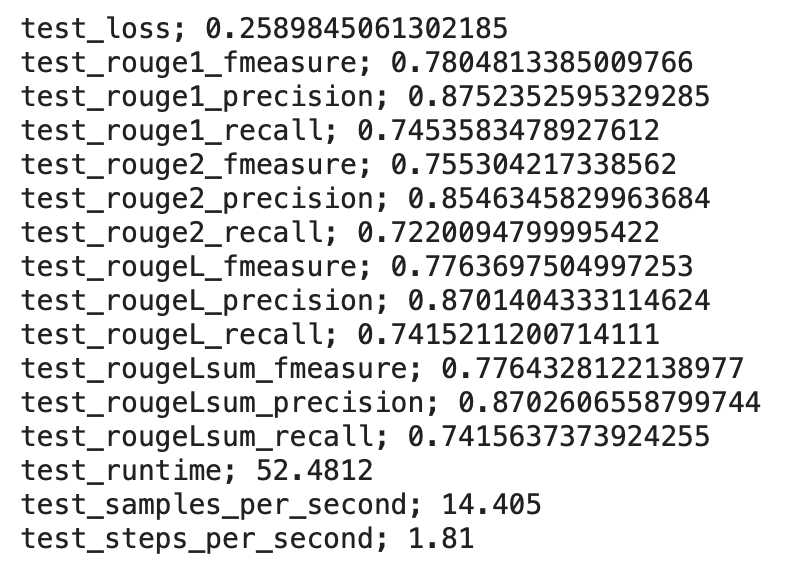 test_loss; 0.2589845061302185
test_rouge1_fmeasure; 0.7804813385009766
test_rouge1_precision; 0.8752352595329285
test_rouge1_recall; 0.7453583478927612
test_rouge2_fmeasure; 0.755304217338562
test_rouge2_precision; 0.8546345829963684
test_rouge2_recall; 0.7220094799995422
test_rougeL_fmeasure; 0.7763697504997253
test_rougeL_precision; 0.8701404333114624
test_rougeL_recall; 0.7415211200714111
test_rougeLsum_fmeasure; 0.7764328122138977
test_rougeLsum_precision; 0.8702606558799744
test_rougeLsum_recall; 0.7415637373924255
test_runtime; 52.4812
test_samples_per_second; 14.405
test_steps_per_second; 1.81